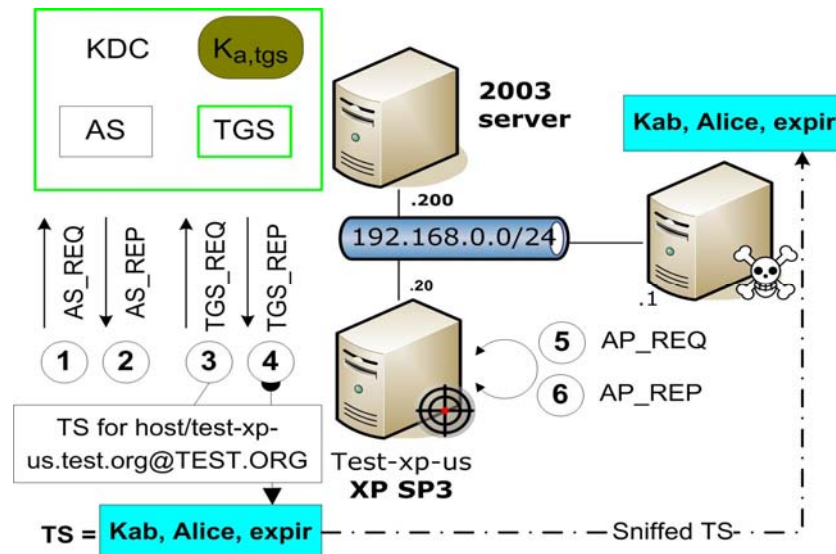 KDC
Ka,tgs
AS
TGS
2003
server
Kab, Alice, expir
.200
192.168.0.0/24
.20
.1
AS_REQ
AS_REP
TGS_REQ
TGS_REP
1
2
3
4
5
AP_REQ
6
AP_REP
TS for host/test-xp-
us.test.org@TEST.ORG
Test-xp-us
XP SP3
TS =
Kab, Alice, expir
Sniffed TS